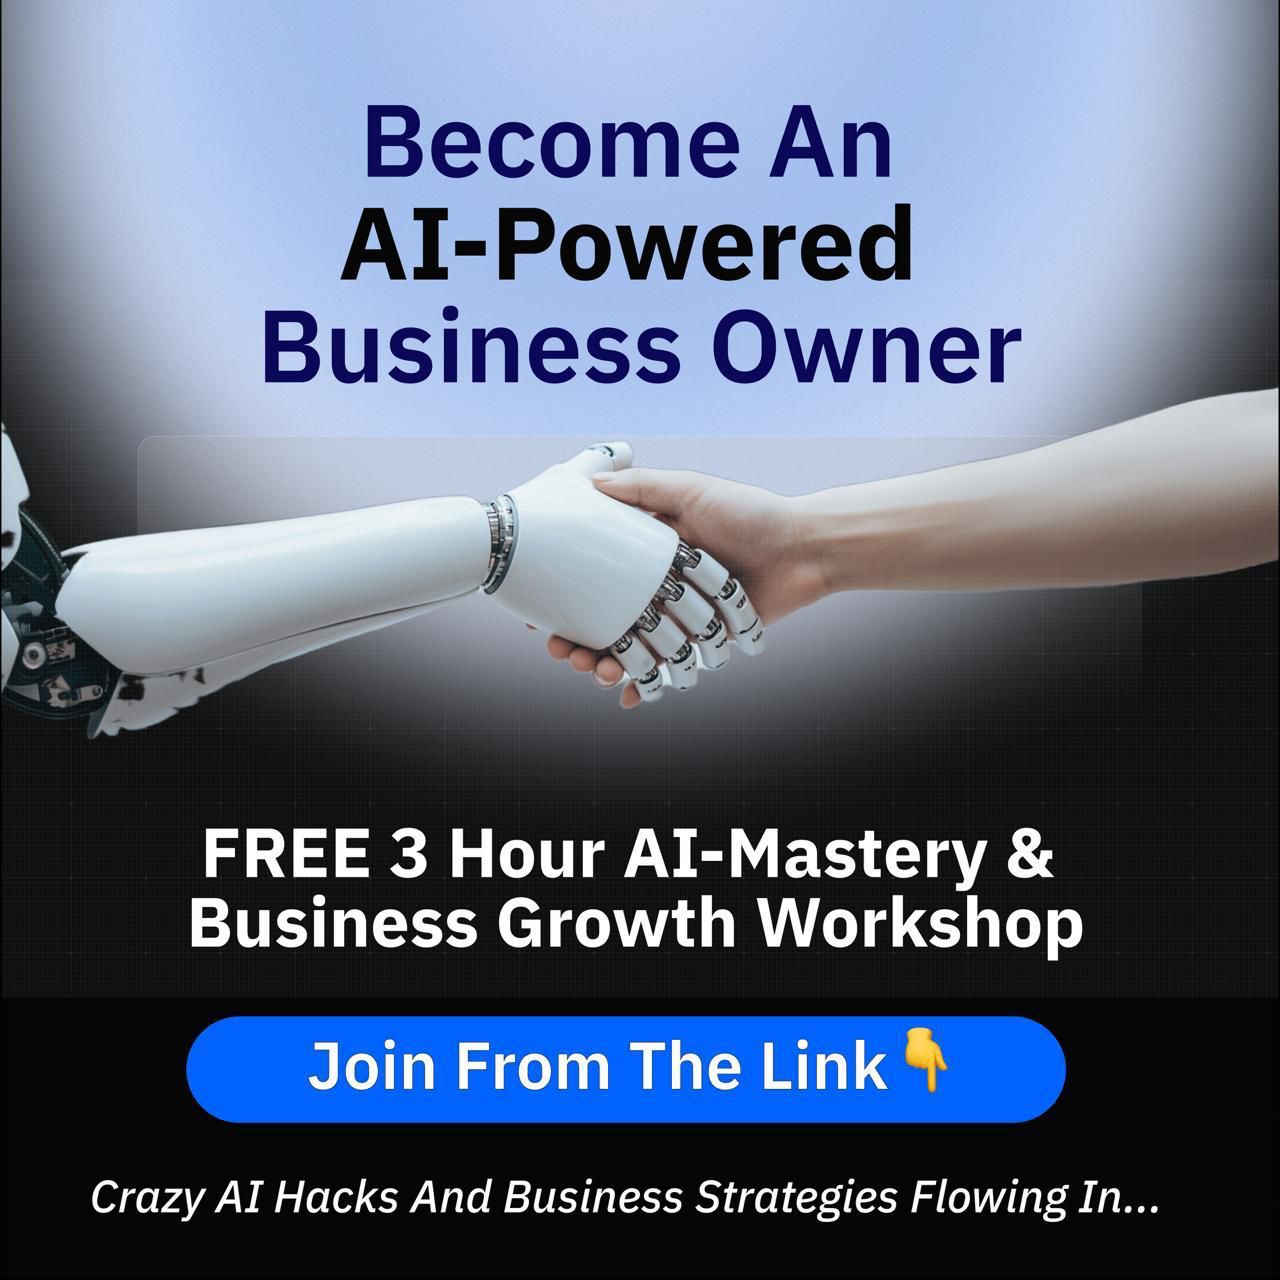 Become An
AI-Powered
Business Owner
FREE 3 Hour AI-Mastery &
Business Growth Workshop
Join From The Link👇
Crazy AI Hacks And Business Strategies Flowing In...